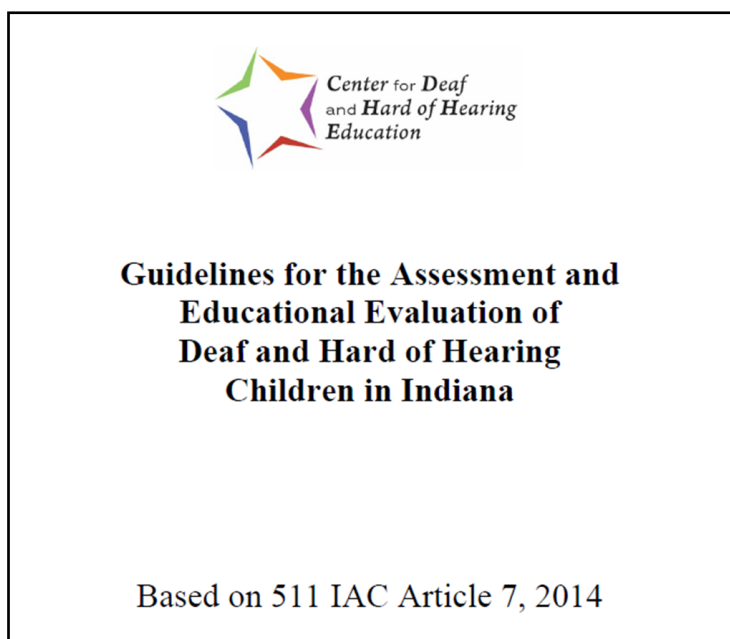 Center for Deaf
and Hard of Hearing
Education
Guidelines for the Assessment and
Educational Evaluation of
Deaf and Hard of Hearing
Children in Indiana
Based on 511 IAC Article 7, 2014